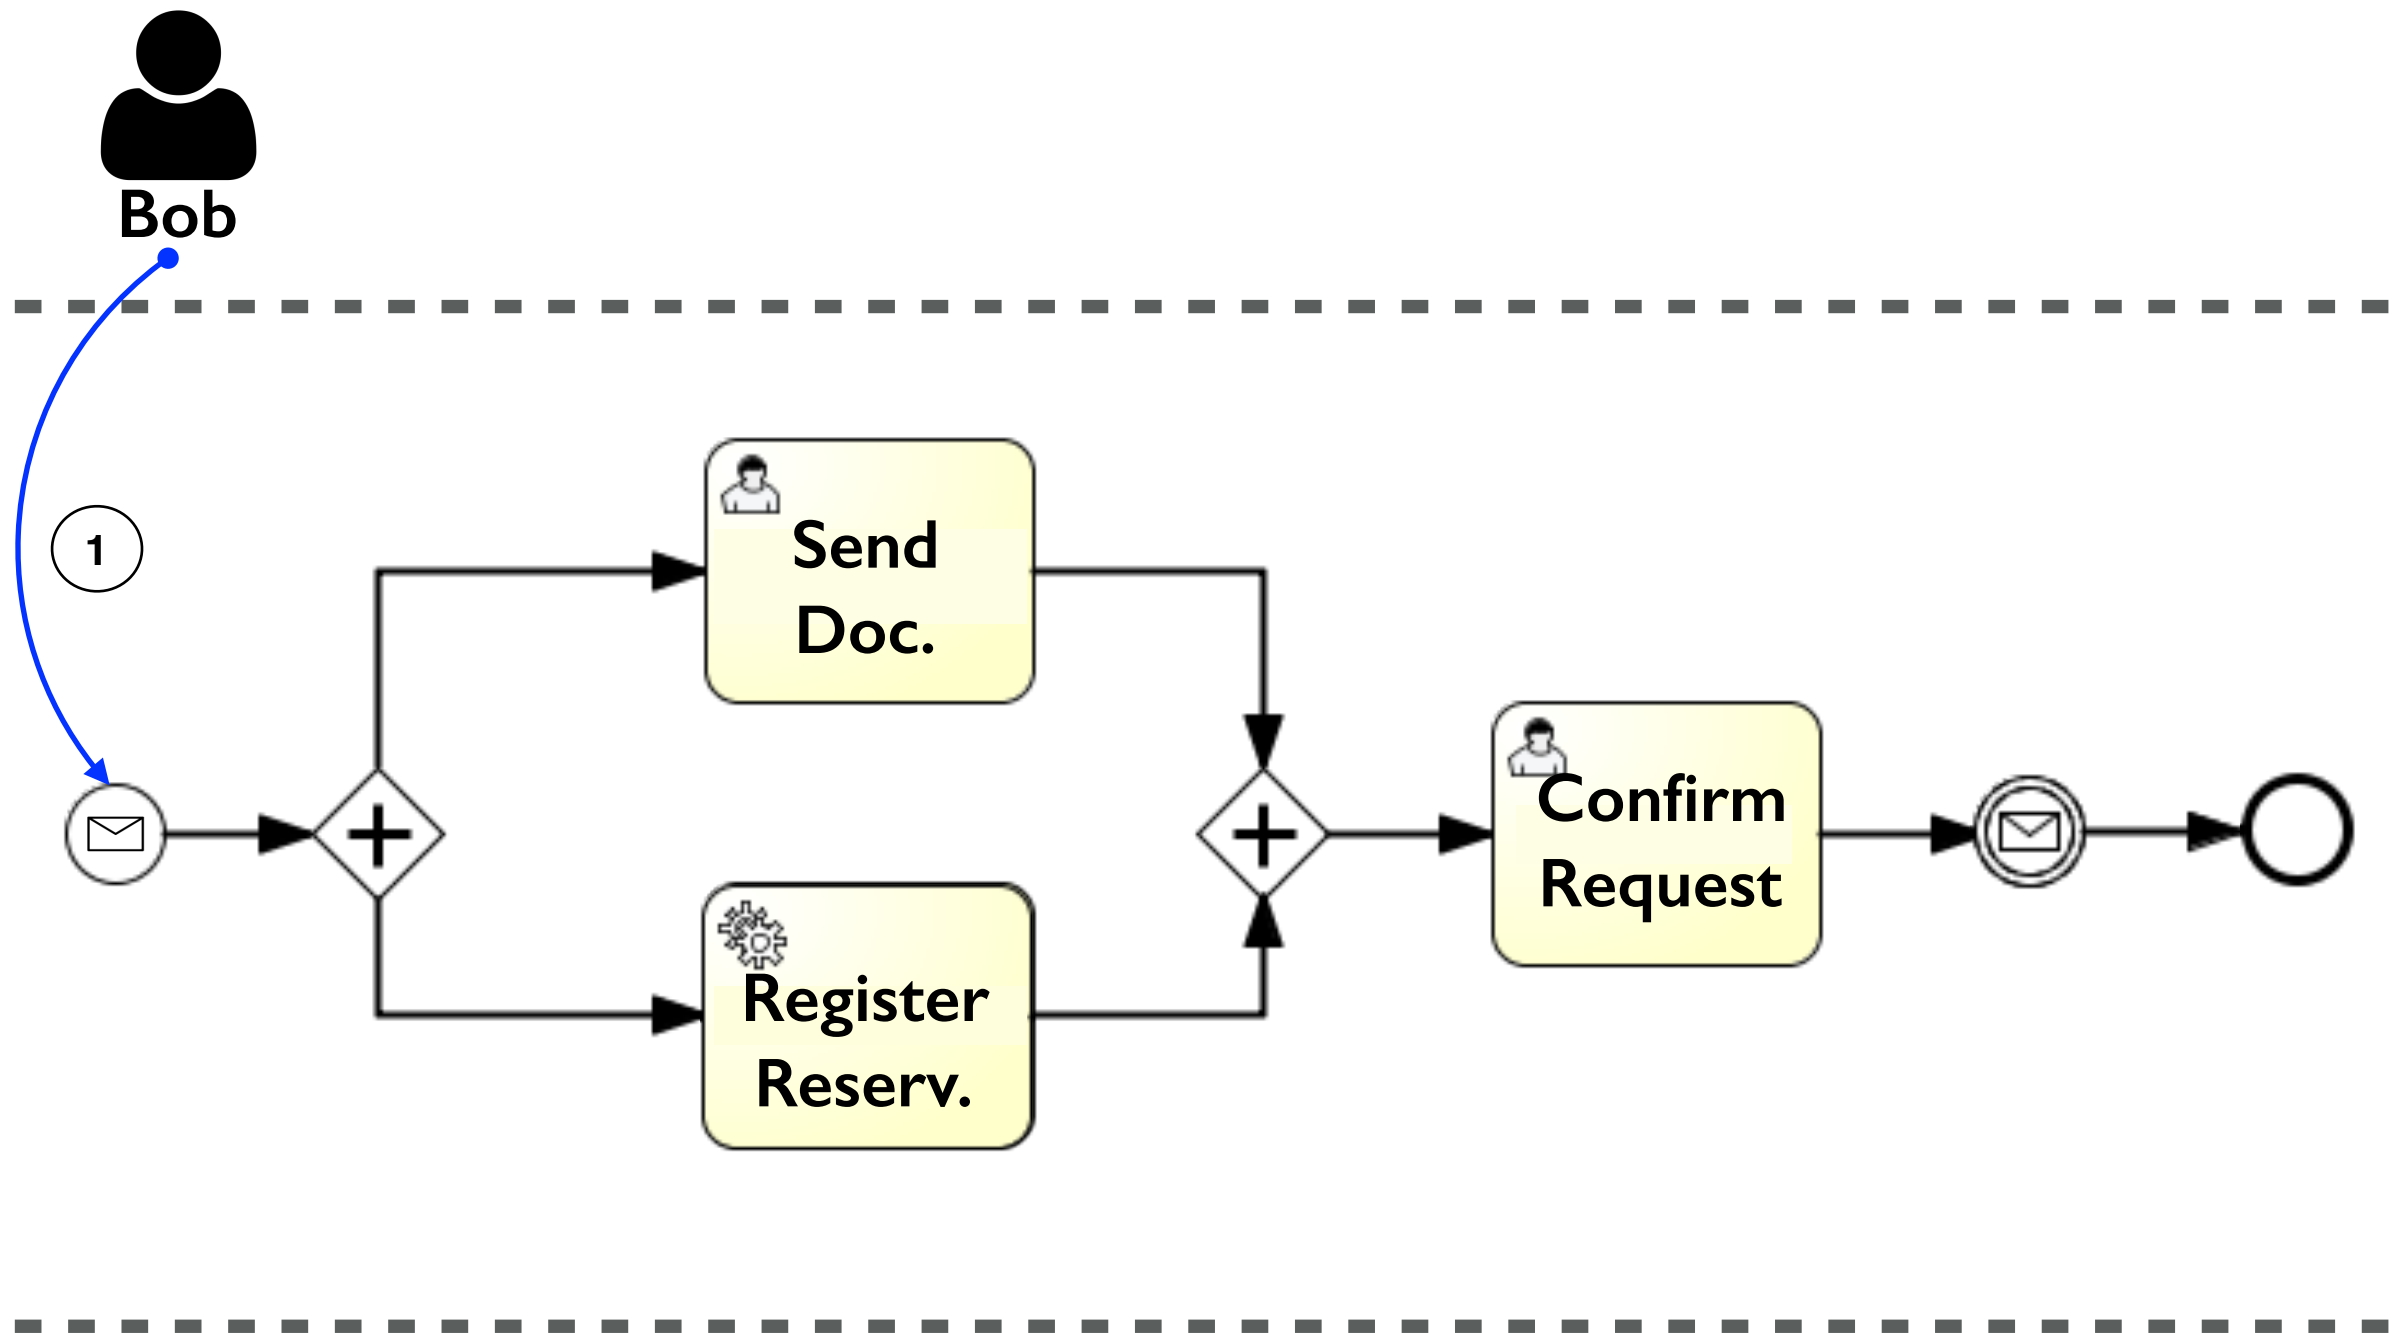 Bob
1
Send
Doc.
Register
Reserv.
Confirm
Request